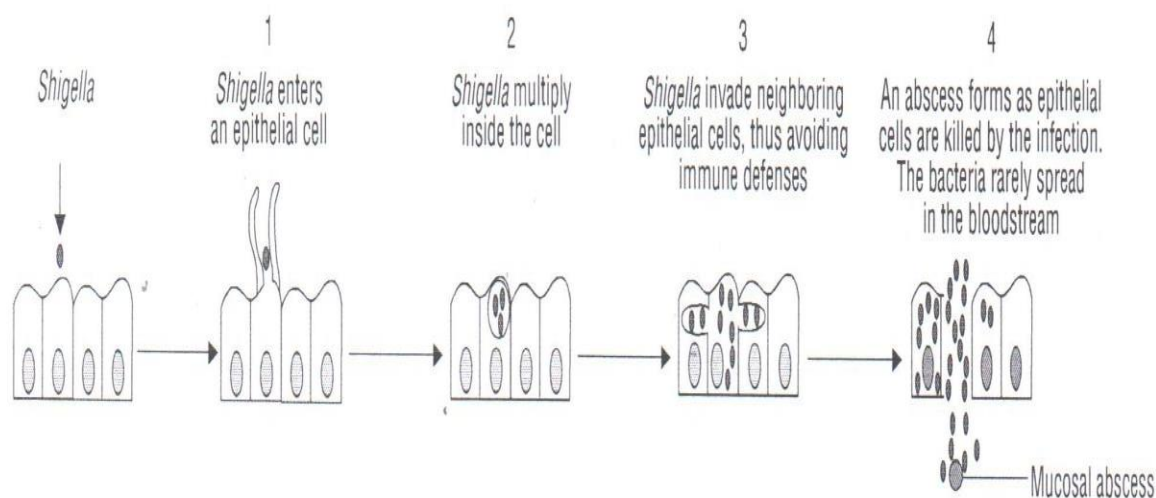 Shigella
1
Shigella enters
an epithelial cell
2
Shigella multiply
inside the cell
3
Shigella invade neighboring
epithelial cells, thus avoiding
immune defenses
4
An abscess forms as epithelial
cells are killed by the infection.
The bacteria rarely spread
in the bloodstream
Mucosal abscess